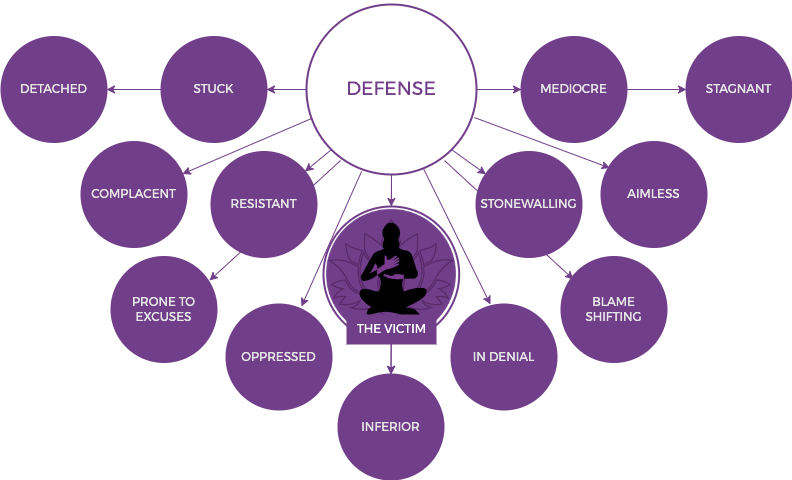 DEFENSE
DETACHED
STUCK
MEDIOCRE
STAGNANT
COMPLACENT
RESISTANT
STONEWALLING
AIMLESS
PRONE TO
EXCUSES
THE VICTIM
BLAME
SHIFTING
OPPRESSED
IN DENIAL
INFERIOR